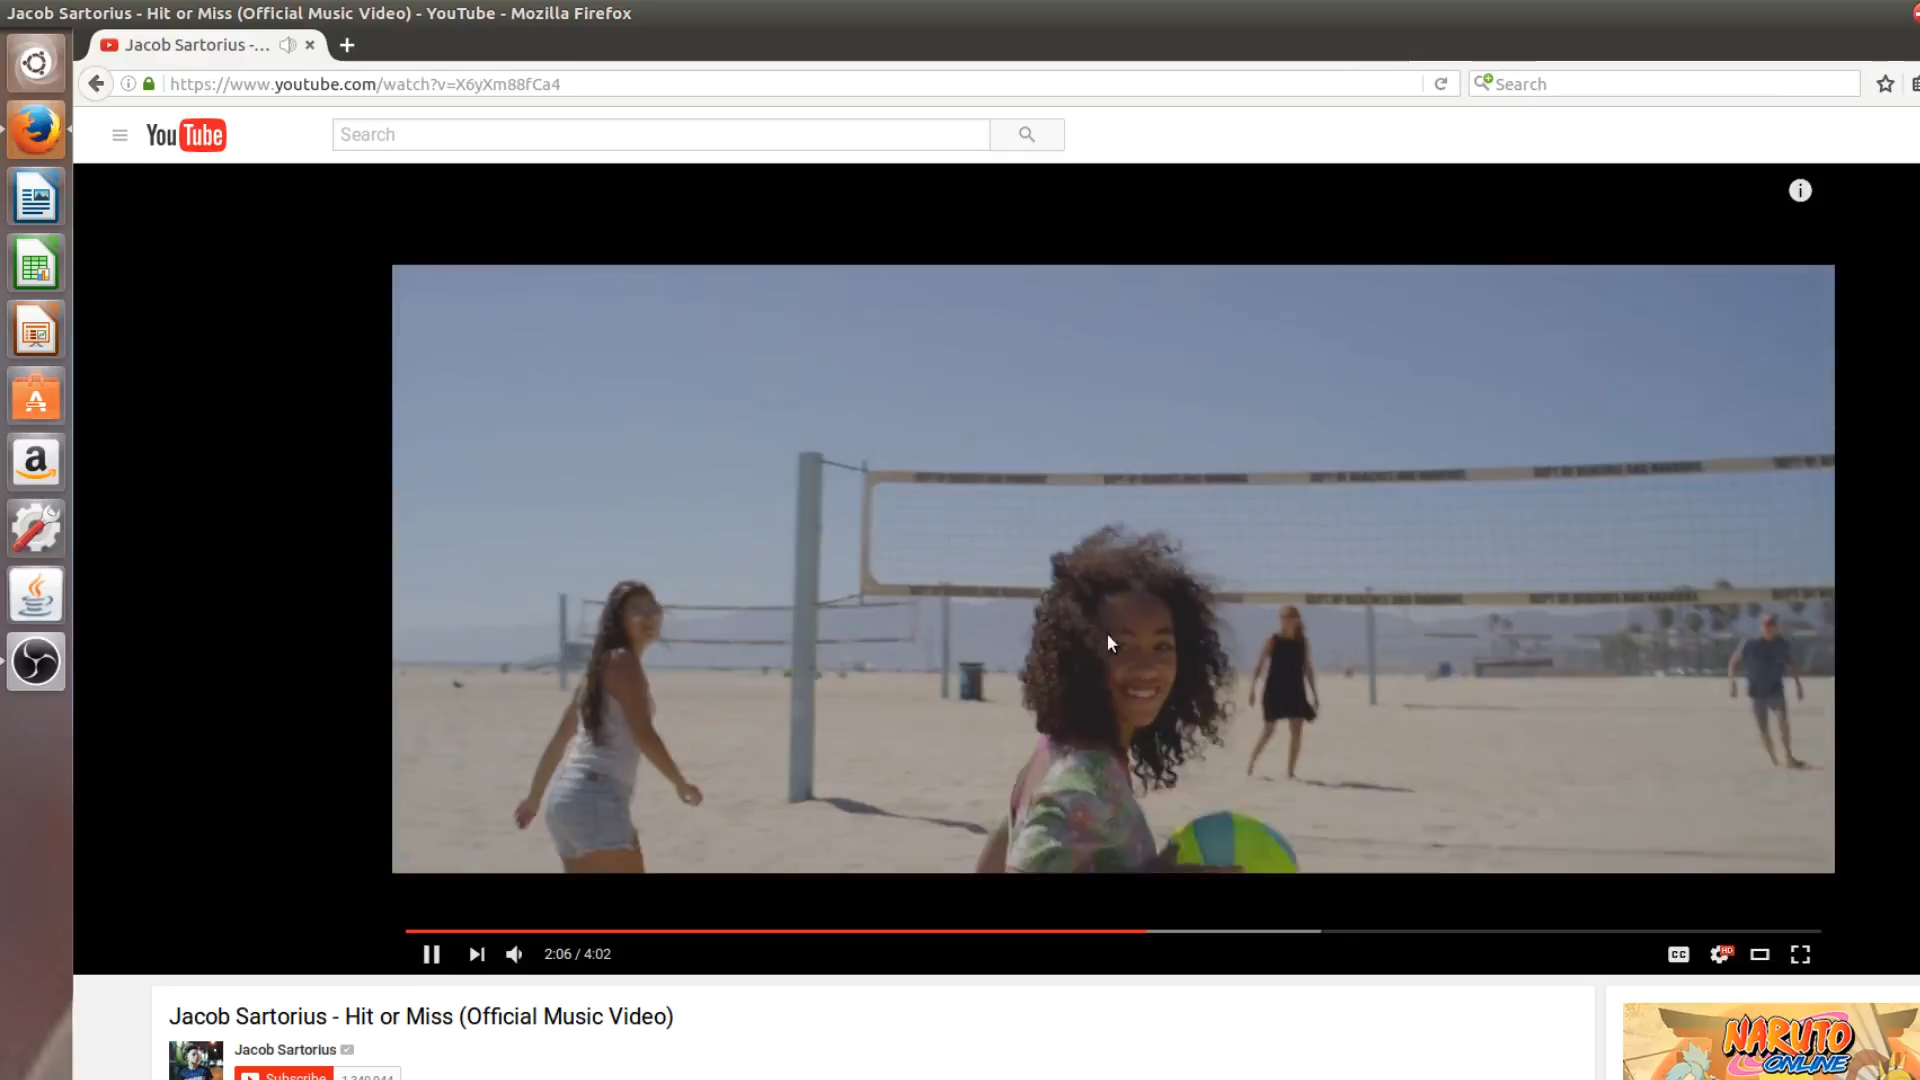 Jacob Sartorius - Hit or Miss (Official Music Video) - YouTube - Mozilla Firefox
Jacob Sartorius -...
https://www.youtube.com/watch?v=X6yXm88fCa4
Search
YouTube
Search
2:06 / 4:02
CC
HD
Jacob Sartorius - Hit or Miss (Official Music Video)
Jacob Sartorius
Subscribe
NARUTO
ONLINE